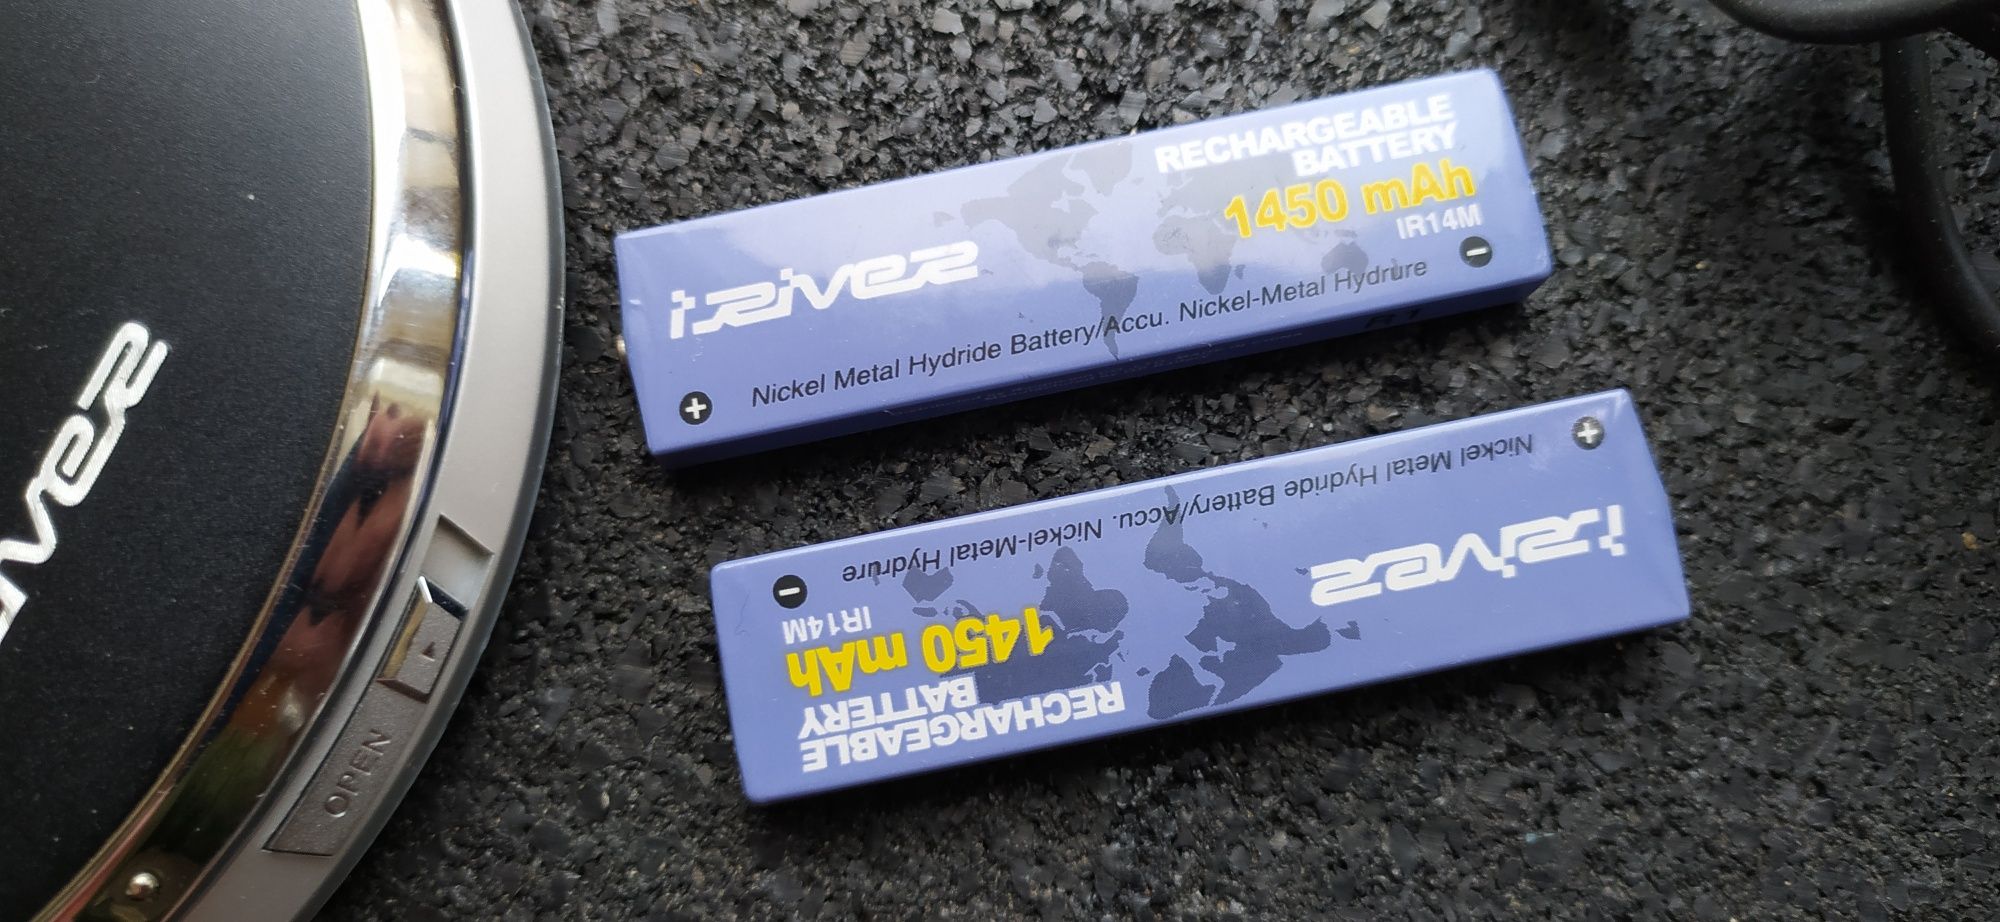 iRiver
OPEN
iRiver
RECHARGEABLE
BATTERY
1450 mAh
IR14M
Nickel Metal Hydride Battery/Accu. Nickel-Metal Hydrure
+
-
R1
iRiver
RECHARGEABLE
BATTERY
1450 mAh
IR14M
Nickel Metal Hydride Battery/Accu. Nickel-Metal Hydrure
+
-